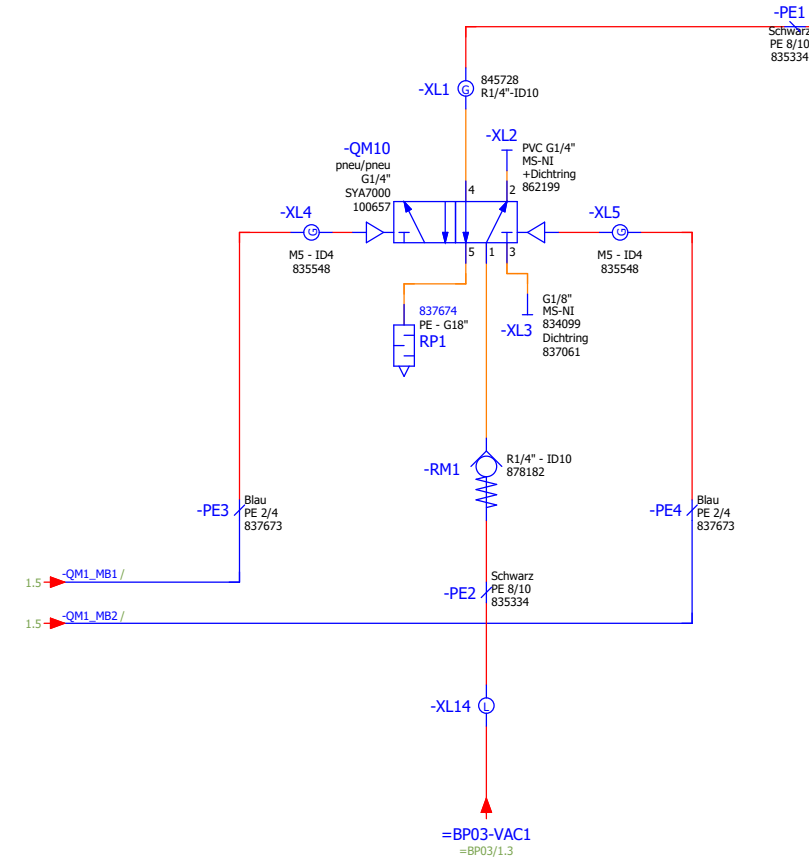 -PE1
Schwarz
PE 8/10
835334
-XL1
G
845728
R1/4"-ID10
-XL2
PVC G1/4"
MS-NI
+Dichtring
862199
-QM10
pneu/pneu
G1/4"
SYA7000
100657
4
2
-XL4
G
M5 - ID4
835548
-XL5
G
M5 - ID4
835548
5
1
3
837674
PE - G18"
RP1
G1/8"
MS-NI
834099
Dichtring
837061
-XL3
-RM1
R1/4" - ID10
878182
-PE3
Blau
PE 2/4
837673
-PE4
Blau
PE 2/4
837673
1.5
-QM1_MB1 /
-PE2
Schwarz
PE 8/10
835334
1.5
-QM1_MB2 /
-XL14
L
=BP03-VAC1
=BP03/1.3